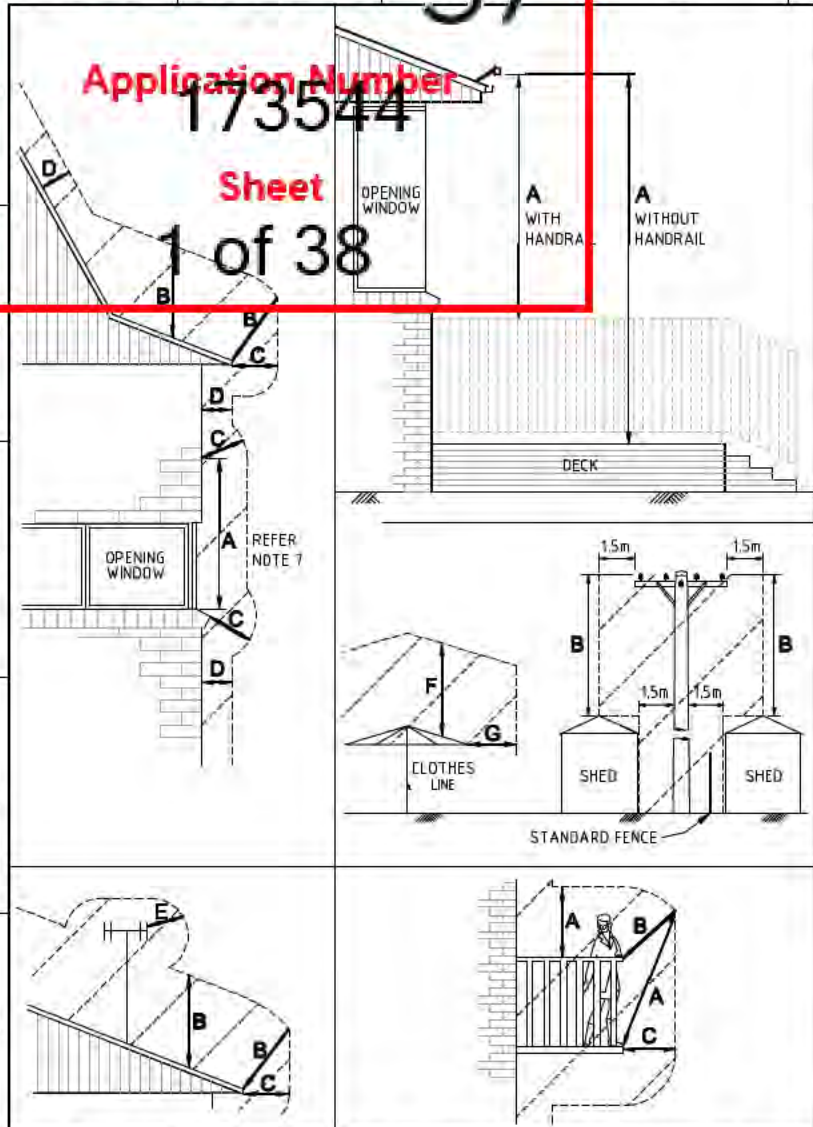 Application Number
173544
Sheet
1 of 38
D
B
B
C
D
C
A
REFER
NOTE 7
OPENING
WINDOW
C
D
OPENING
WINDOW
A
WITH
HANDRAIL
A
WITHOUT
HANDRAIL
DECK
1,5m
1,5m
B
B
1,5m
1,5m
F
G
CLOTHES
LINE
SHED
SHED
STANDARD FENCE
E
B
B
C
A
B
A
C